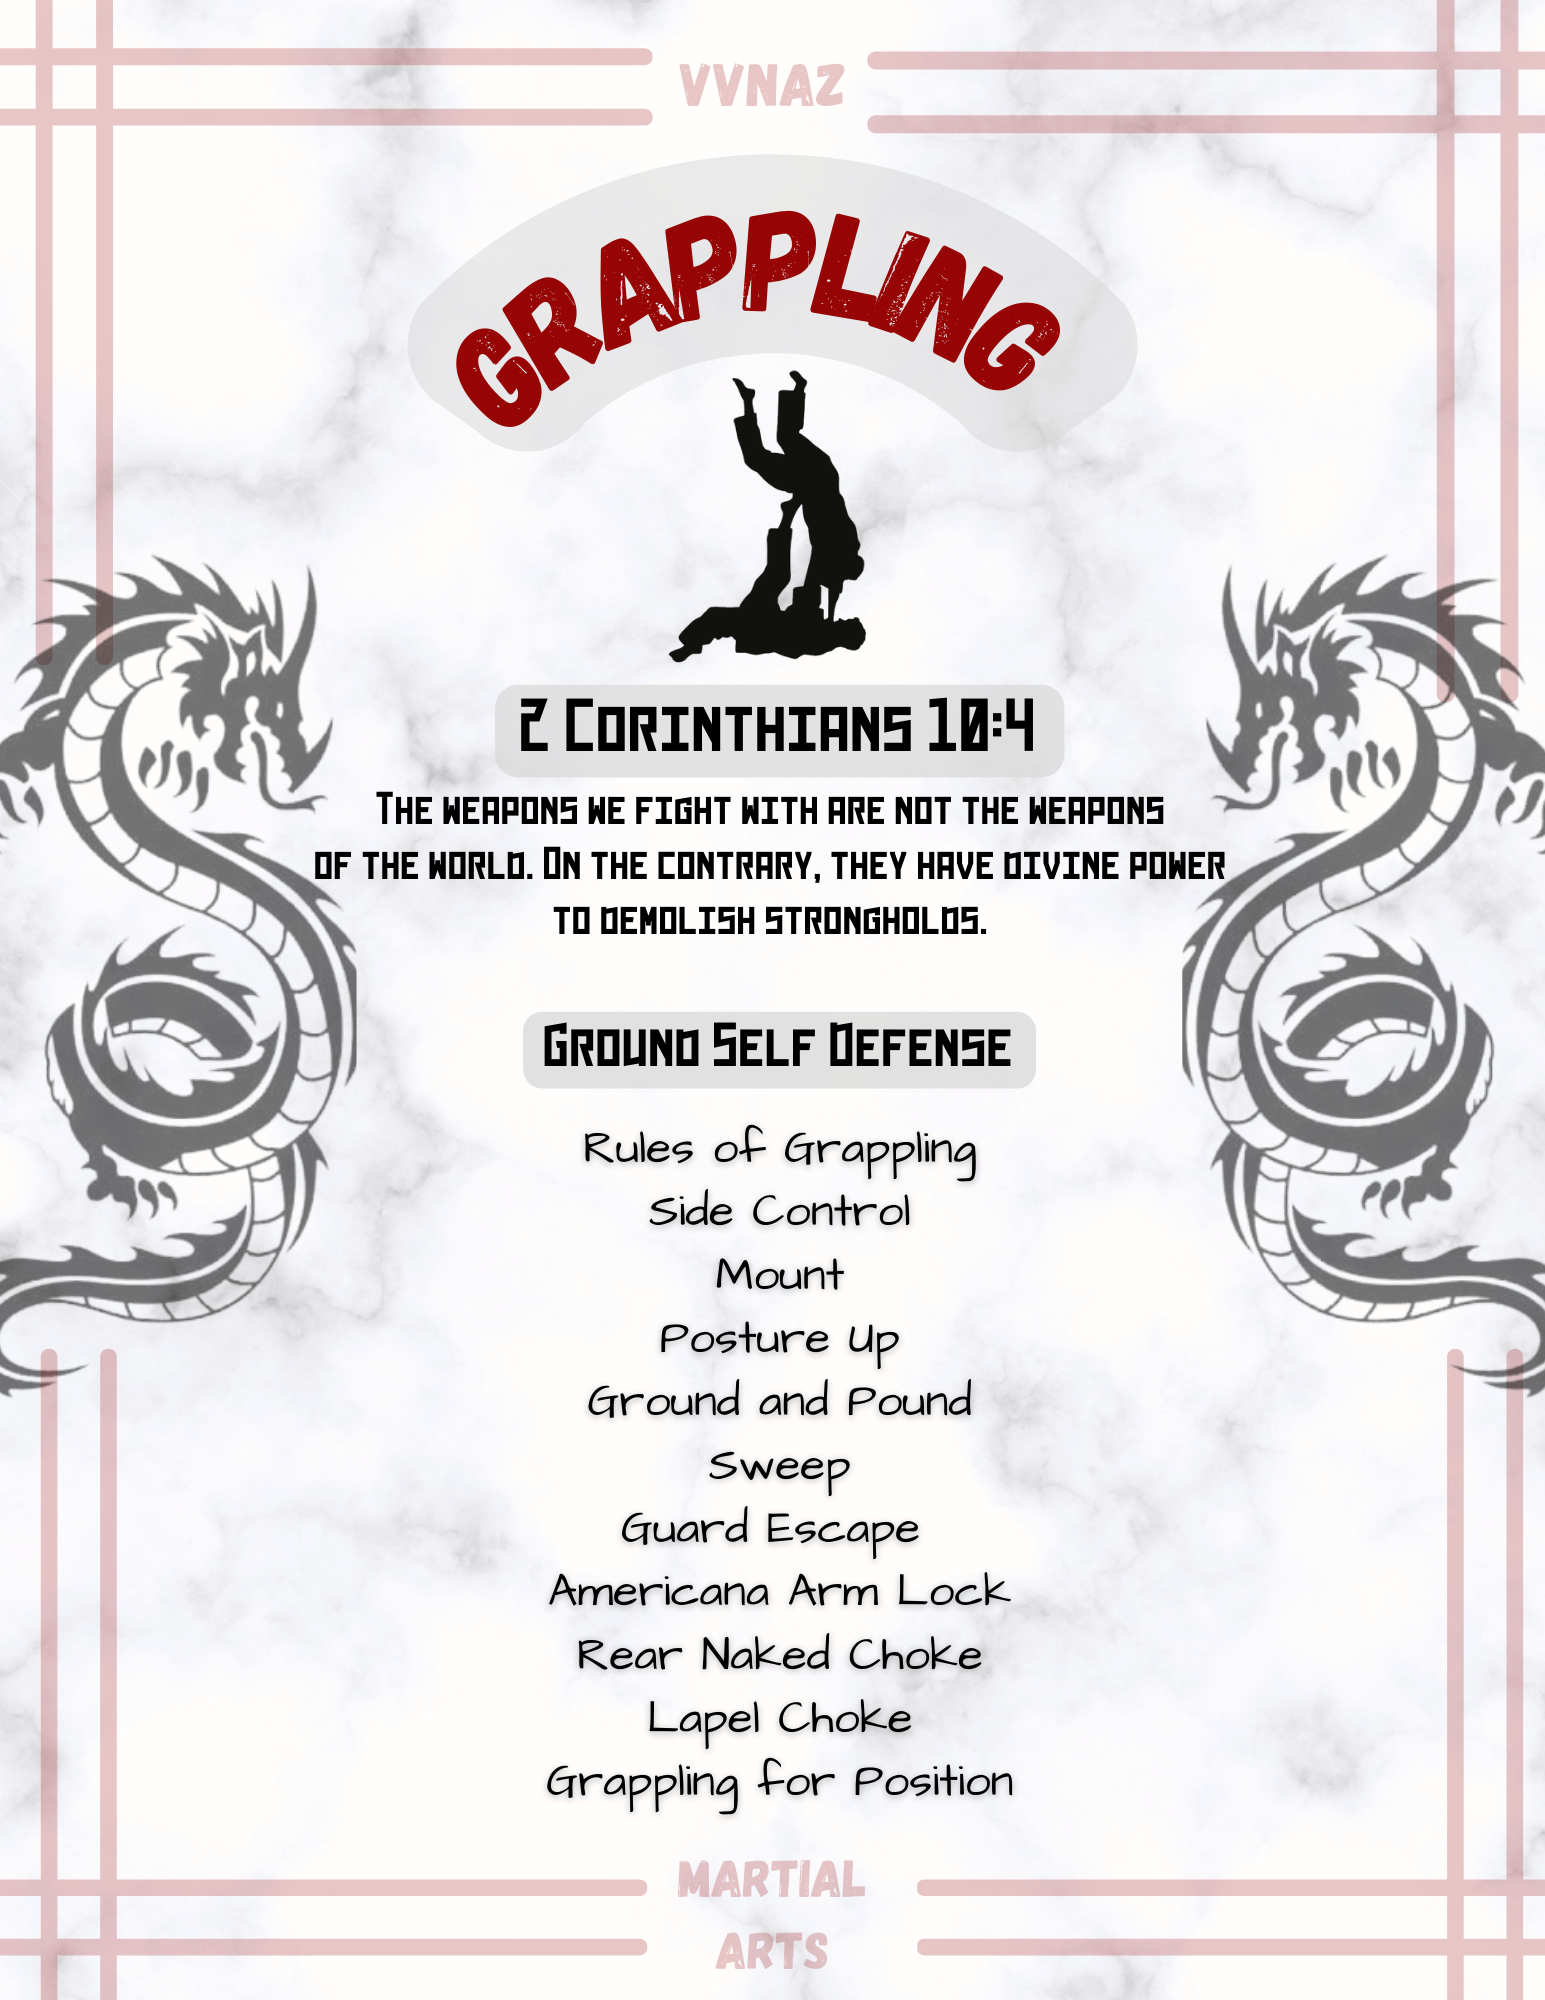 VVNAZ
GRAPPLING
2 Corinthians 10:4
The weapons we fight with are not the weapons
of the world. On the contrary, they have divine power
to demolish strongholds.
Ground Self Defense
Rules of Grappling
Side Control
Mount
Posture Up
Ground and Pound
Sweep
Guard Escape
Americana Arm Lock
Rear Naked Choke
Lapel Choke
Grappling for Position
MARTIAL
ARTS